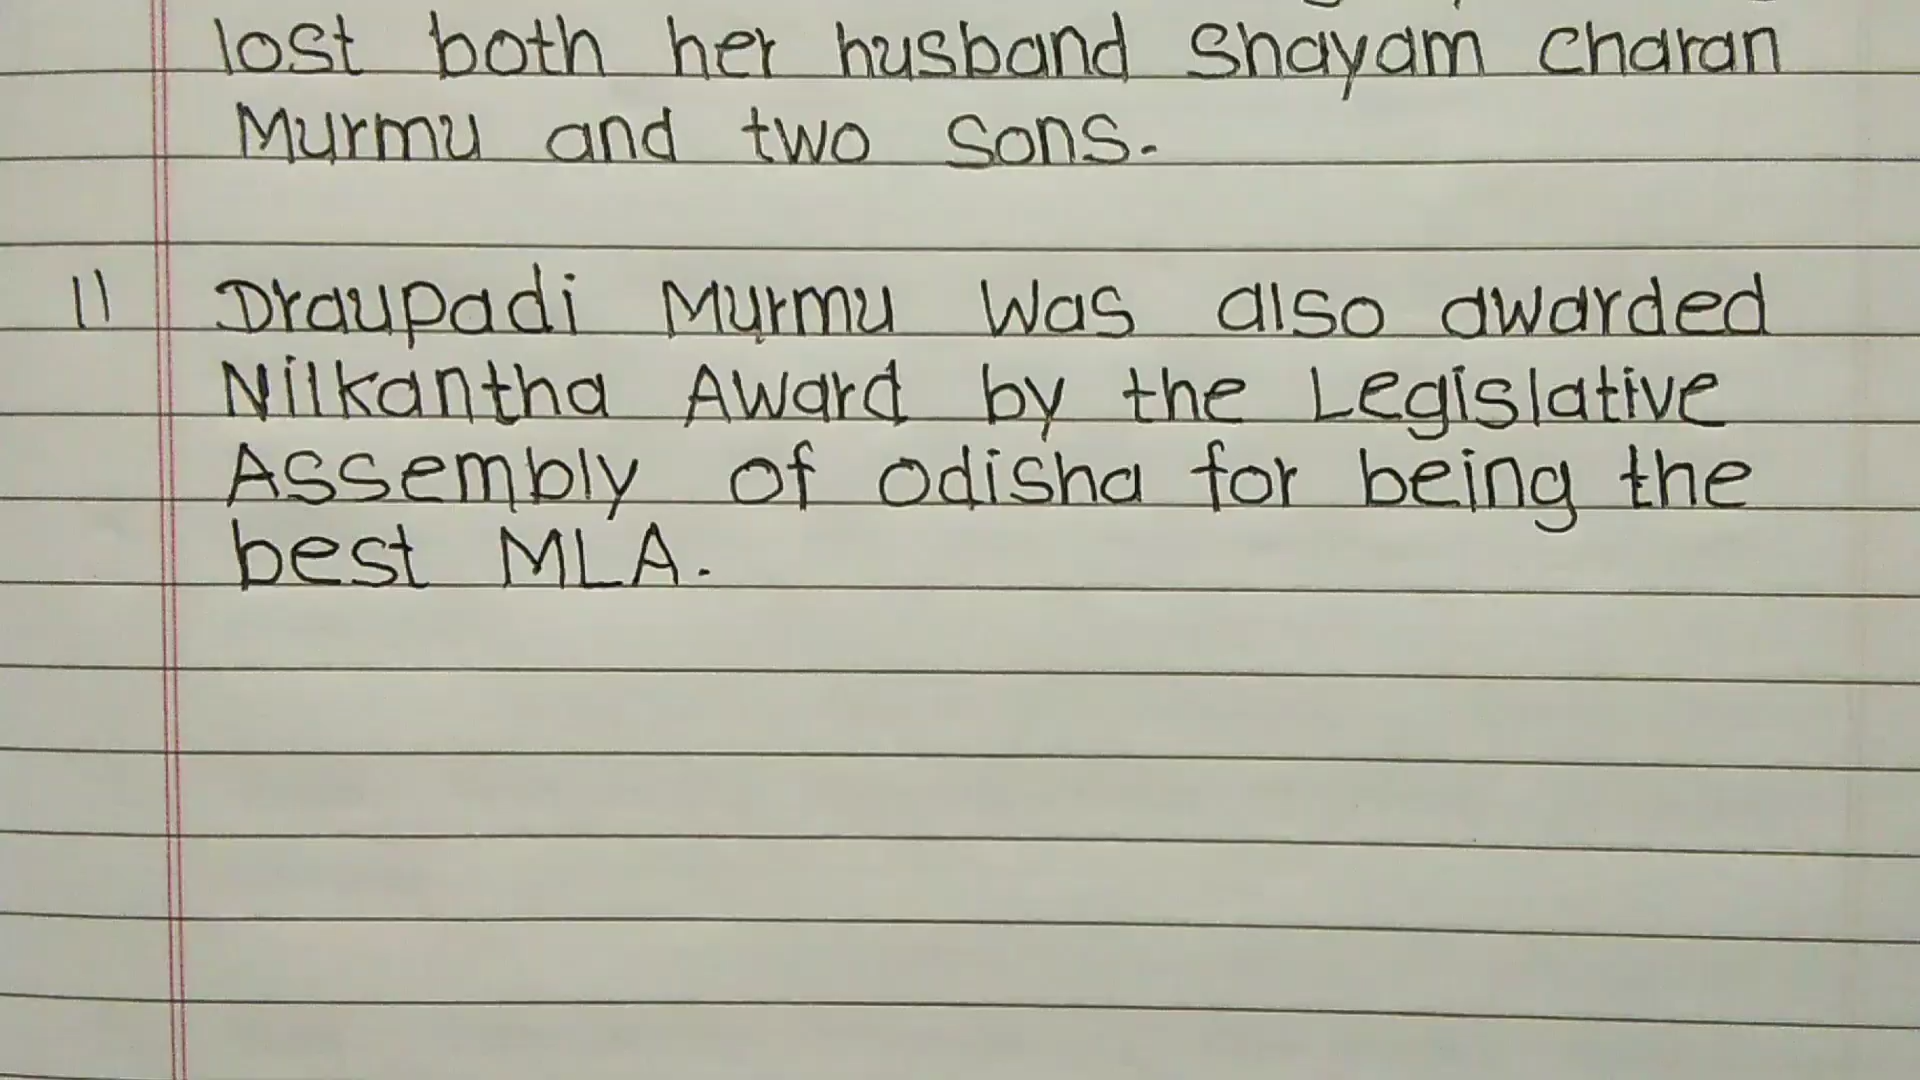 lost both her husband Shayam Charan
Murmu and two sons.
11 Draupadi Murmu was also awarded
Nilkantha Award by the Legislative
Assembly of odisha for being the
best MLA.